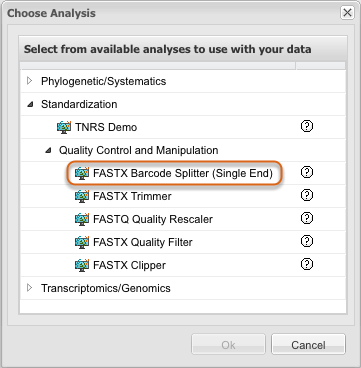 Choose Analysis
Select from available analyses to use with your data
Phylogenetic/Systematics
Standardization
TNRS Demo
Quality Control and Manipulation
FASTX Barcode Splitter (Single End)
FASTX Trimmer
FASTQ Quality Rescaler
FASTX Quality Filter
FASTX Clipper
Transcriptomics/Genomics
Ok Cancel